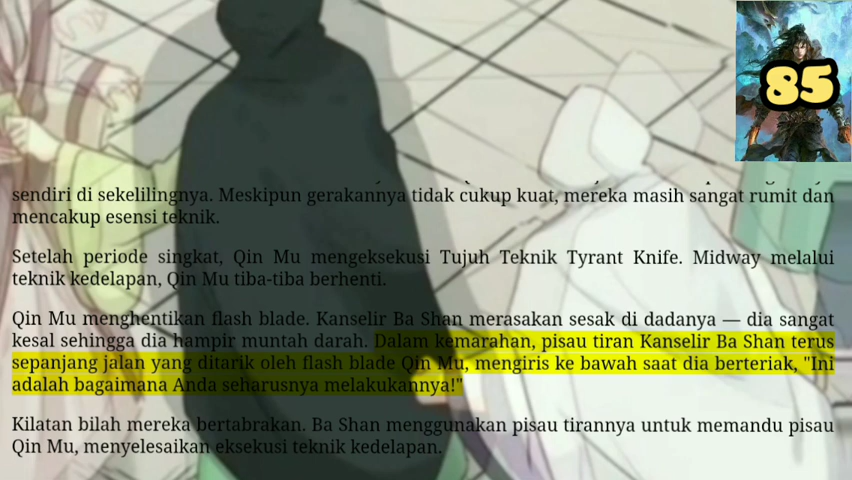 85
sendiri di sekelilingnya. Meskipun gerakannya tidak cukup kuat, mereka masih sangat rumit dan
mencakup esensi teknik.
Setelah periode singkat, Qin Mu mengeksekusi Tujuh Teknik Tyrant Knife. Midway melalui
teknik kedelapan, Qin Mu tiba-tiba berhenti.
Qin Mu menghentikan flash blade. Kanselir Ba Shan merasakan sesak di dadanya — dia sangat
kesal sehingga dia hampir muntah darah. Dalam kemarahan, pisau tiran Kanselir Ba Shan terus
sepanjang jalan yang ditarik oleh flash blade Qin Mu, mengiris ke bawah saat dia berteriak, "Ini
adalah bagaimana Anda seharusnya melakukannya!"
Kilatan bilah mereka bertabrakan. Ba Shan menggunakan pisau tirannya untuk memandu pisau
Qin Mu, menyelesaikan eksekusi teknik kedelapan.